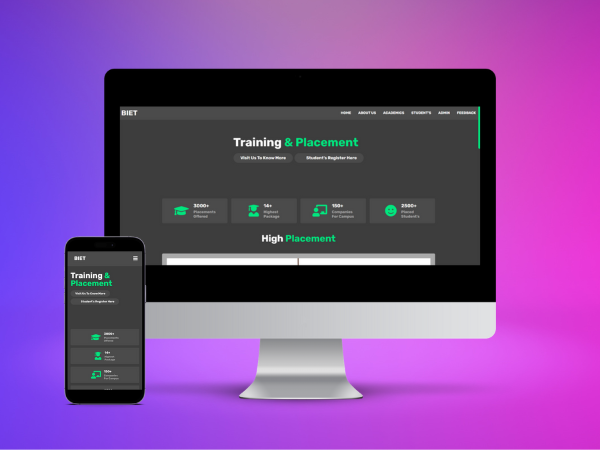 BIET
HOME ABOUT US ACADEMICS STUDENT'S ADMIN FEEDBACK
Training & Placement
Visit Us To Know More Student's Register Here
3000+
Placements
Offered
14+
Highest
Package
150+
Companies
For Campus
2500+
Placed
Student's
High Placement
BIET
Training &
Placement
Visit Us To Know More
Student's Register Here
3000+
Placements
Offered
14+
Highest
Package
150+
Companies
For Campus